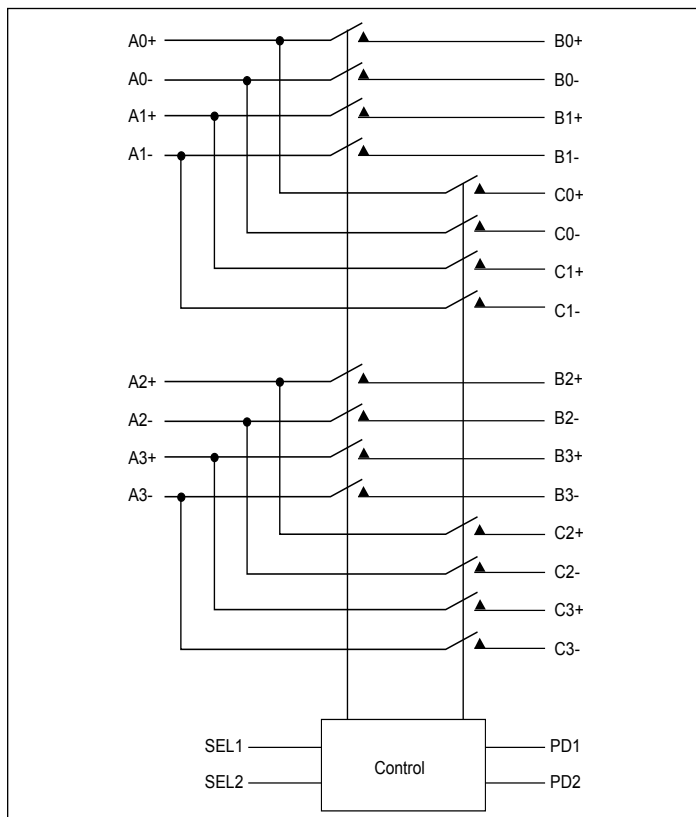 A0+ B0+
A0- B0-
A1+ B1+
A1- B1-
C0+
C0-
C1+
C1-
A2+ B2+
A2- B2-
A3+ B3+
A3- B3-
C2+
C2-
C3+
C3-
SEL1 Control PD1
SEL2 PD2